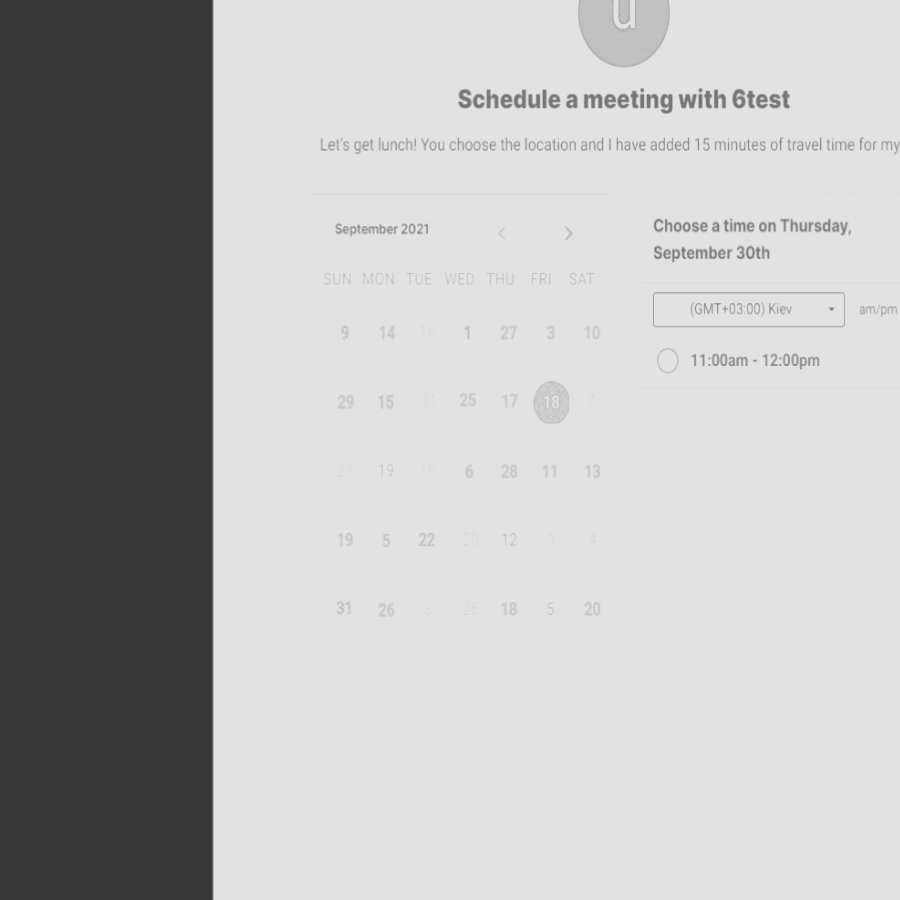 u
Schedule a meeting with 6test
Let's get lunch! You choose the location and I have added 15 minutes of travel time for my
September 2021
SUN MON TUE WED THU FRI SAT
9 14 16 1 27 3 10
29 15 31 25 17 18 7
23 19 16 6 28 11 13
19 5 22 20 12 9 4
31 26 3 26 18 5 20
Choose a time on Thursday,
September 30th
(GMT+03:00) Kiev am/pm
11:00am - 12:00pm